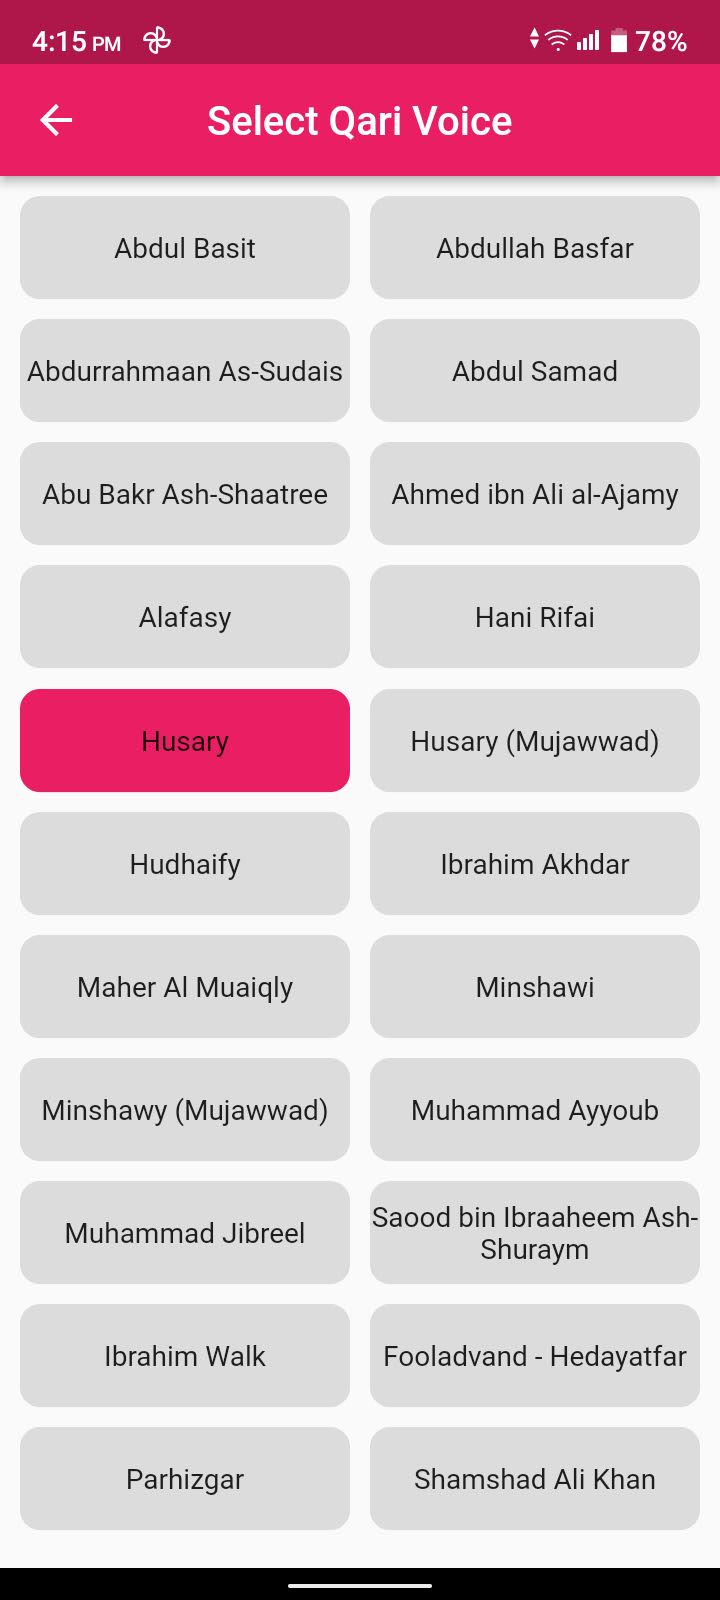 4:15 PM 78%
Select Qari Voice
Abdul Basit
Abdullah Basfar
Abdurrahmaan As-Sudais
Abdul Samad
Abu Bakr Ash-Shaatree
Ahmed ibn Ali al-Ajamy
Alafasy
Hani Rifai
Husary
Husary (Mujawwad)
Hudhaify
Ibrahim Akhdar
Maher Al Muaiqly
Minshawi
Minshawy (Mujawwad)
Muhammad Ayyoub
Muhammad Jibreel
Saood bin Ibraaheem Ash-
Shuraym
Ibrahim Walk
Fooladvand - Hedayatfar
Parhizgar
Shamshad Ali Khan